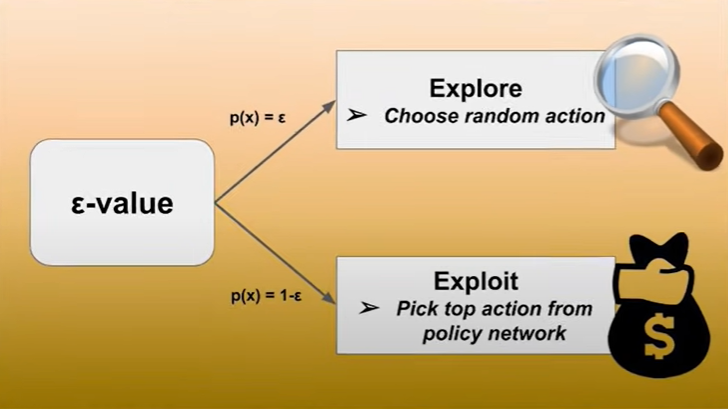 Explore
➢ Choose random action
p(x) = ε
ε-value
p(x) = 1-ε
Exploit
➢ Pick top action from
policy network
$